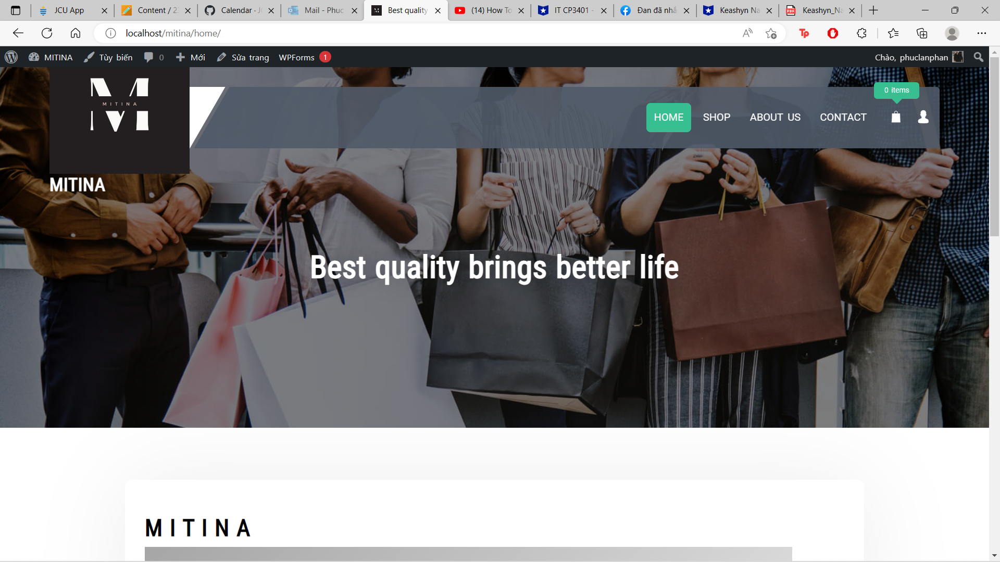 JCU App
Content / 2
Calendar · J
Mail - Phuc
Best quality
(14) How To
IT CP3401 -
Đan đã nhắ
Keashyn Na
Keashyn_Na
localhost/mitina/home/
MITINA
Tùy biến
0
Mới
Sửa trang
WPForms
1
Chào, phuclanphan
MITINA
0 items
HOME
SHOP
ABOUT US
CONTACT
MITINA
Best quality brings better life
MITINA